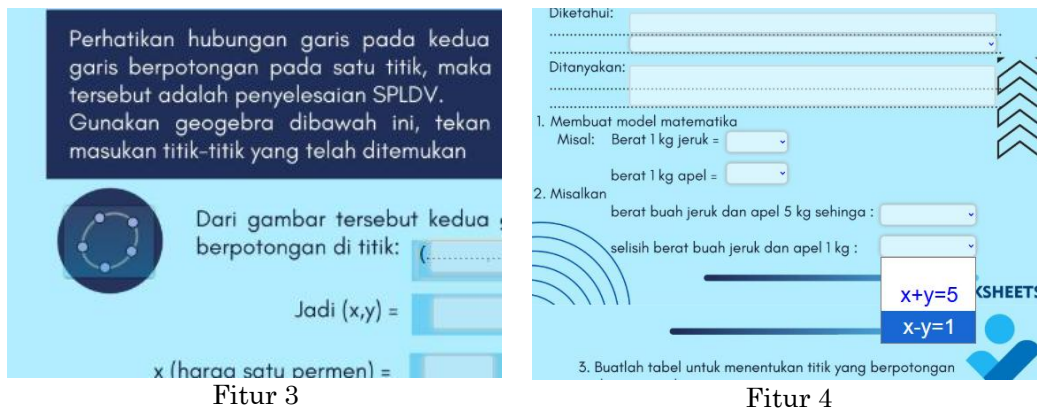 Perhatikan hubungan garis pada kedua
garis berpotongan pada satu titik, maka
tersebut adalah penyelesaian SPLDV.
Gunakan geogebra dibawah ini, tekan
masukan titik-titik yang telah ditemukan
Dari gambar tersebut kedua
berpotongan di titik: (
Jadi (x,y) =
x (harga satu permen) =
Fitur 3
Diketahui:
Ditanyakan:
1. Membuat model matematika
Misal: Berat 1 kg jeruk =
berat 1 kg apel =
2. Misalkan
berat buah jeruk dan apel 5 kg sehinga :
selisih berat buah jeruk dan apel 1 kg :
x+y=5
KSHEETS
x-y=1
3. Buatlah tabel untuk menentukan titik yang berpotongan
Fitur 4